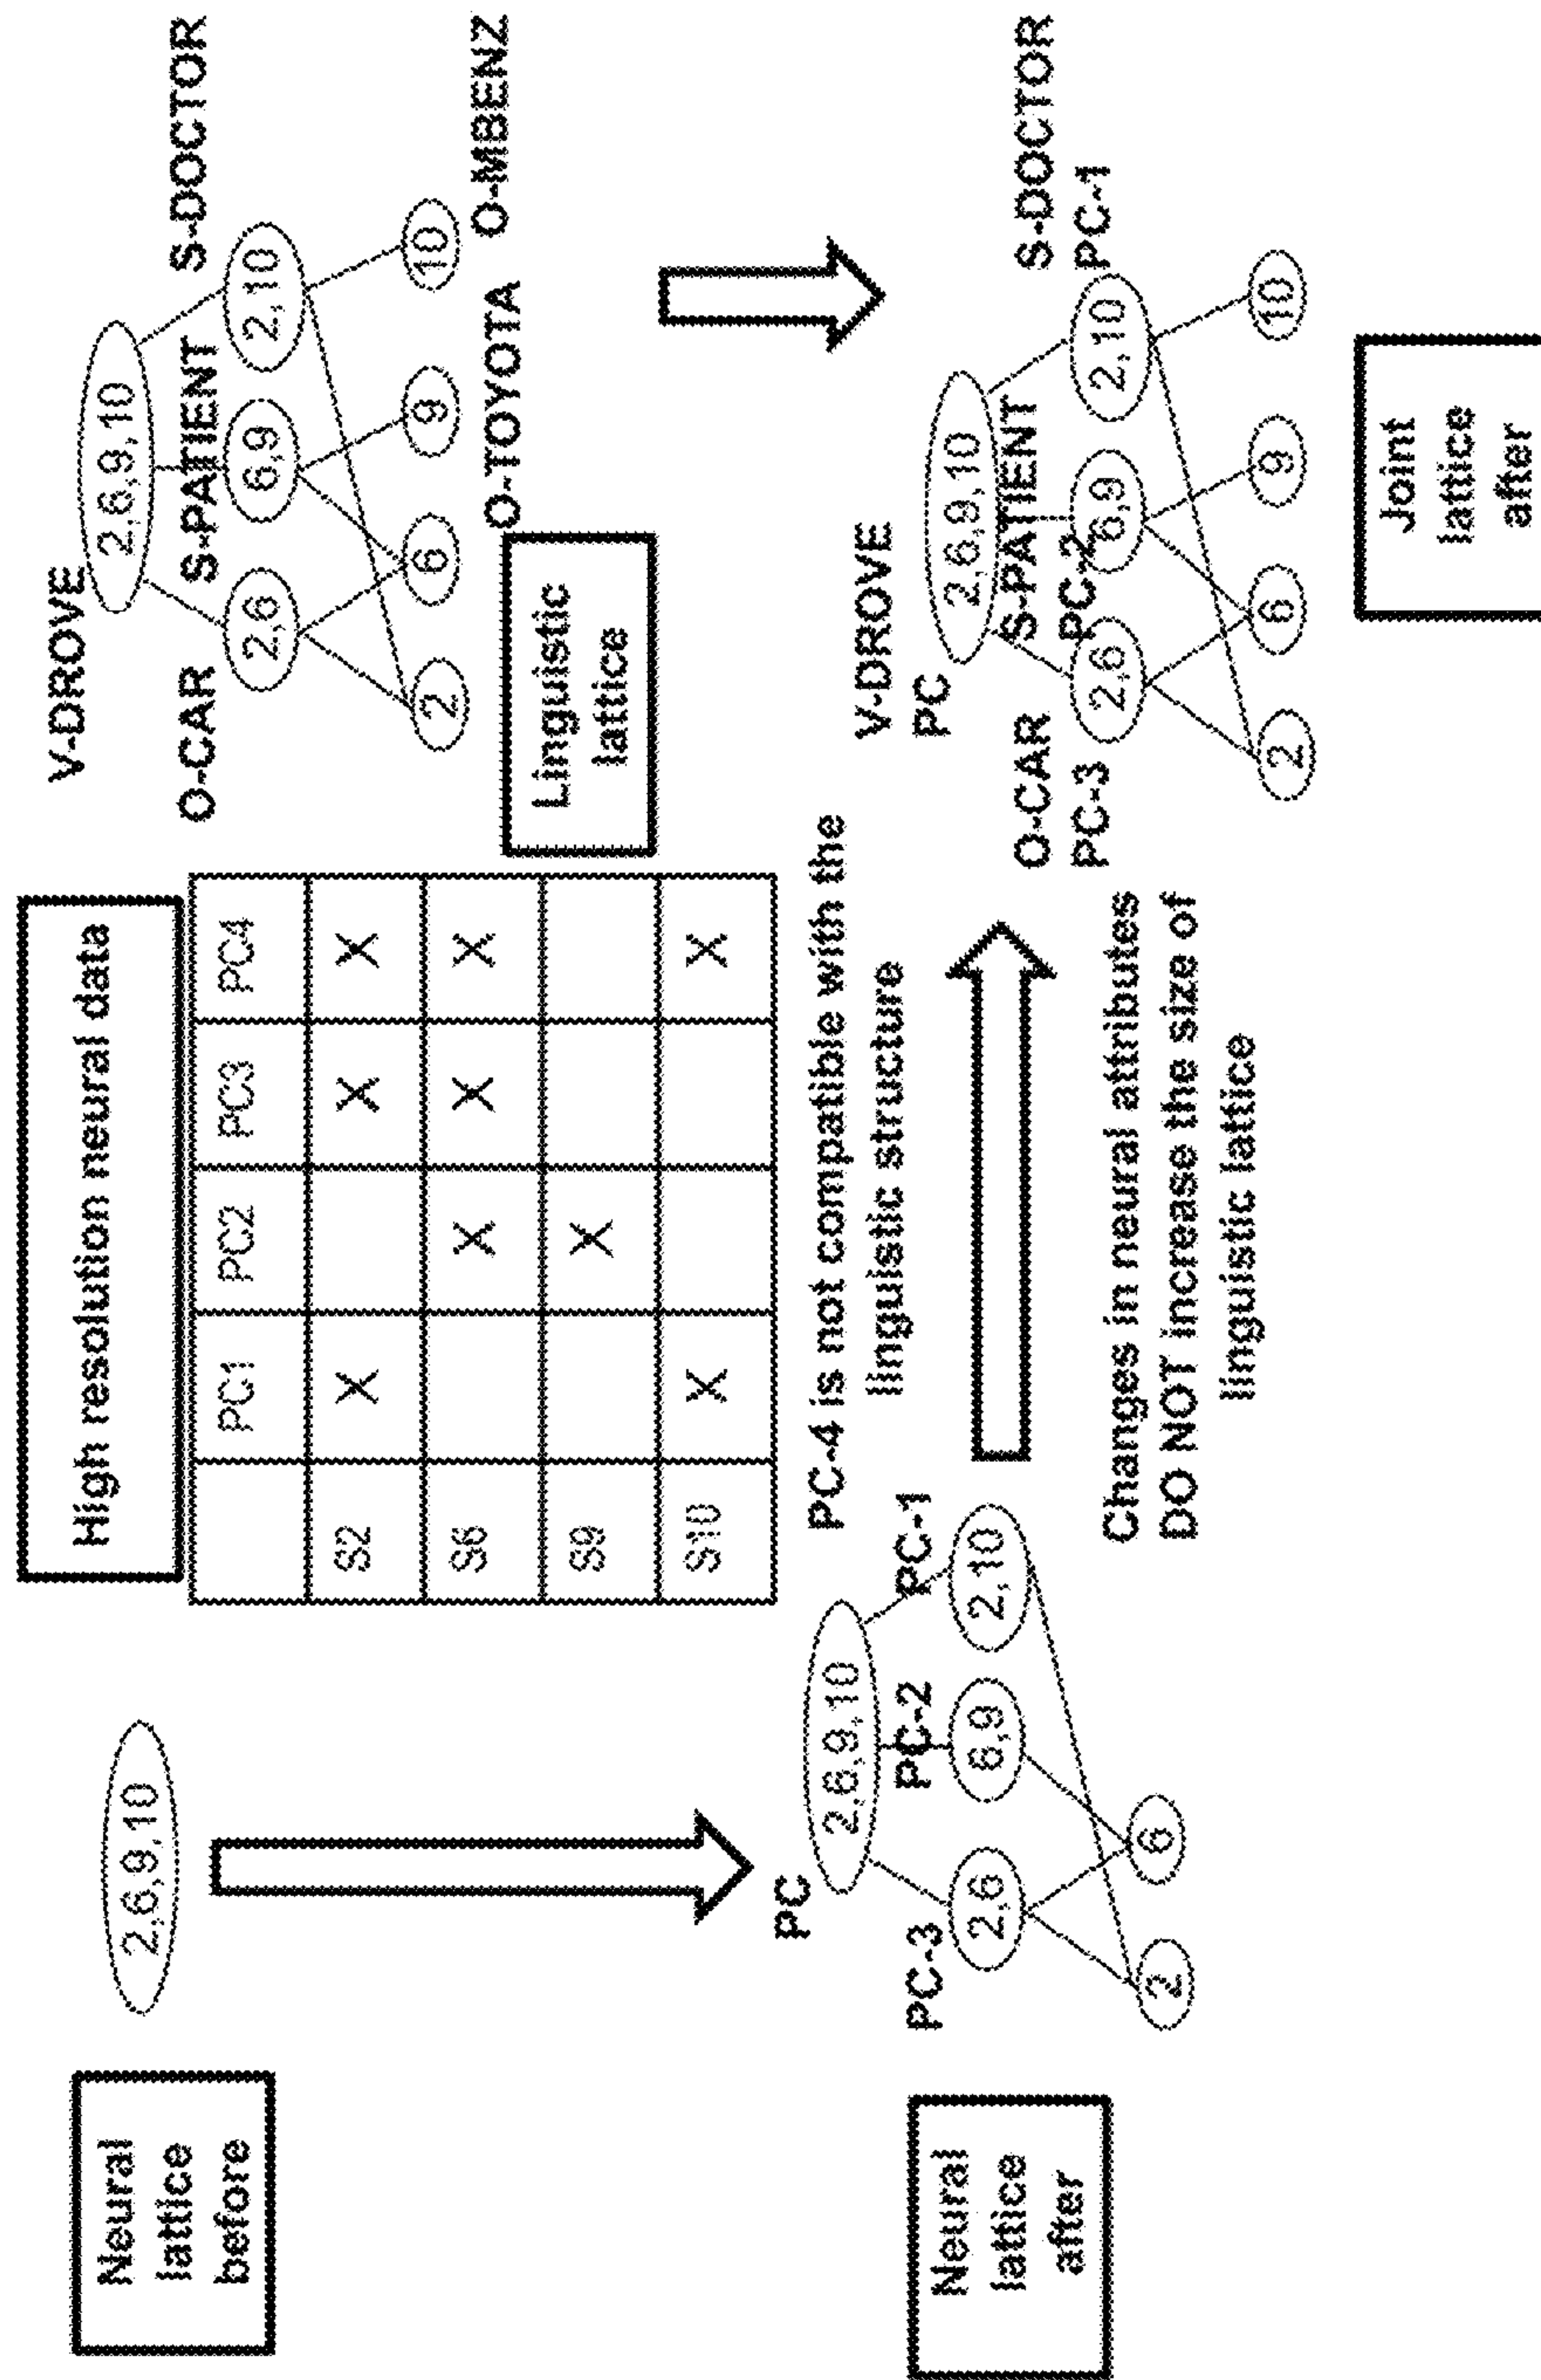 Neural
lattice
before
2,6,9,10
High resolution neural data
PC1 PC2 PC3 PC4
S2 X X X
S6 X X X
S9 X
S10 X X
V-DROVE
2,6,9,10
O-CAR S-PATIENT S-DOCTOR
2,6 6,9 2,10
2 6 9 10
O-TOYOTA O-MBENZ
Linguistic
lattice
PC-4 is not compatible with the
linguistic structure
Changes in neural attributes
DO NOT increase the size of
linguistic lattice
Neural
lattice
after
PC
2,6,9,10
PC-3 PC-2 PC-1
2,6 6,9 2,10
2 6
V-DROVE
PC
2,6,9,10
O-CAR S-PATIENT S-DOCTOR
PC-3 PC-2 PC-1
2,6 6,9 2,10
2 6 9 10
Joint
lattice
after